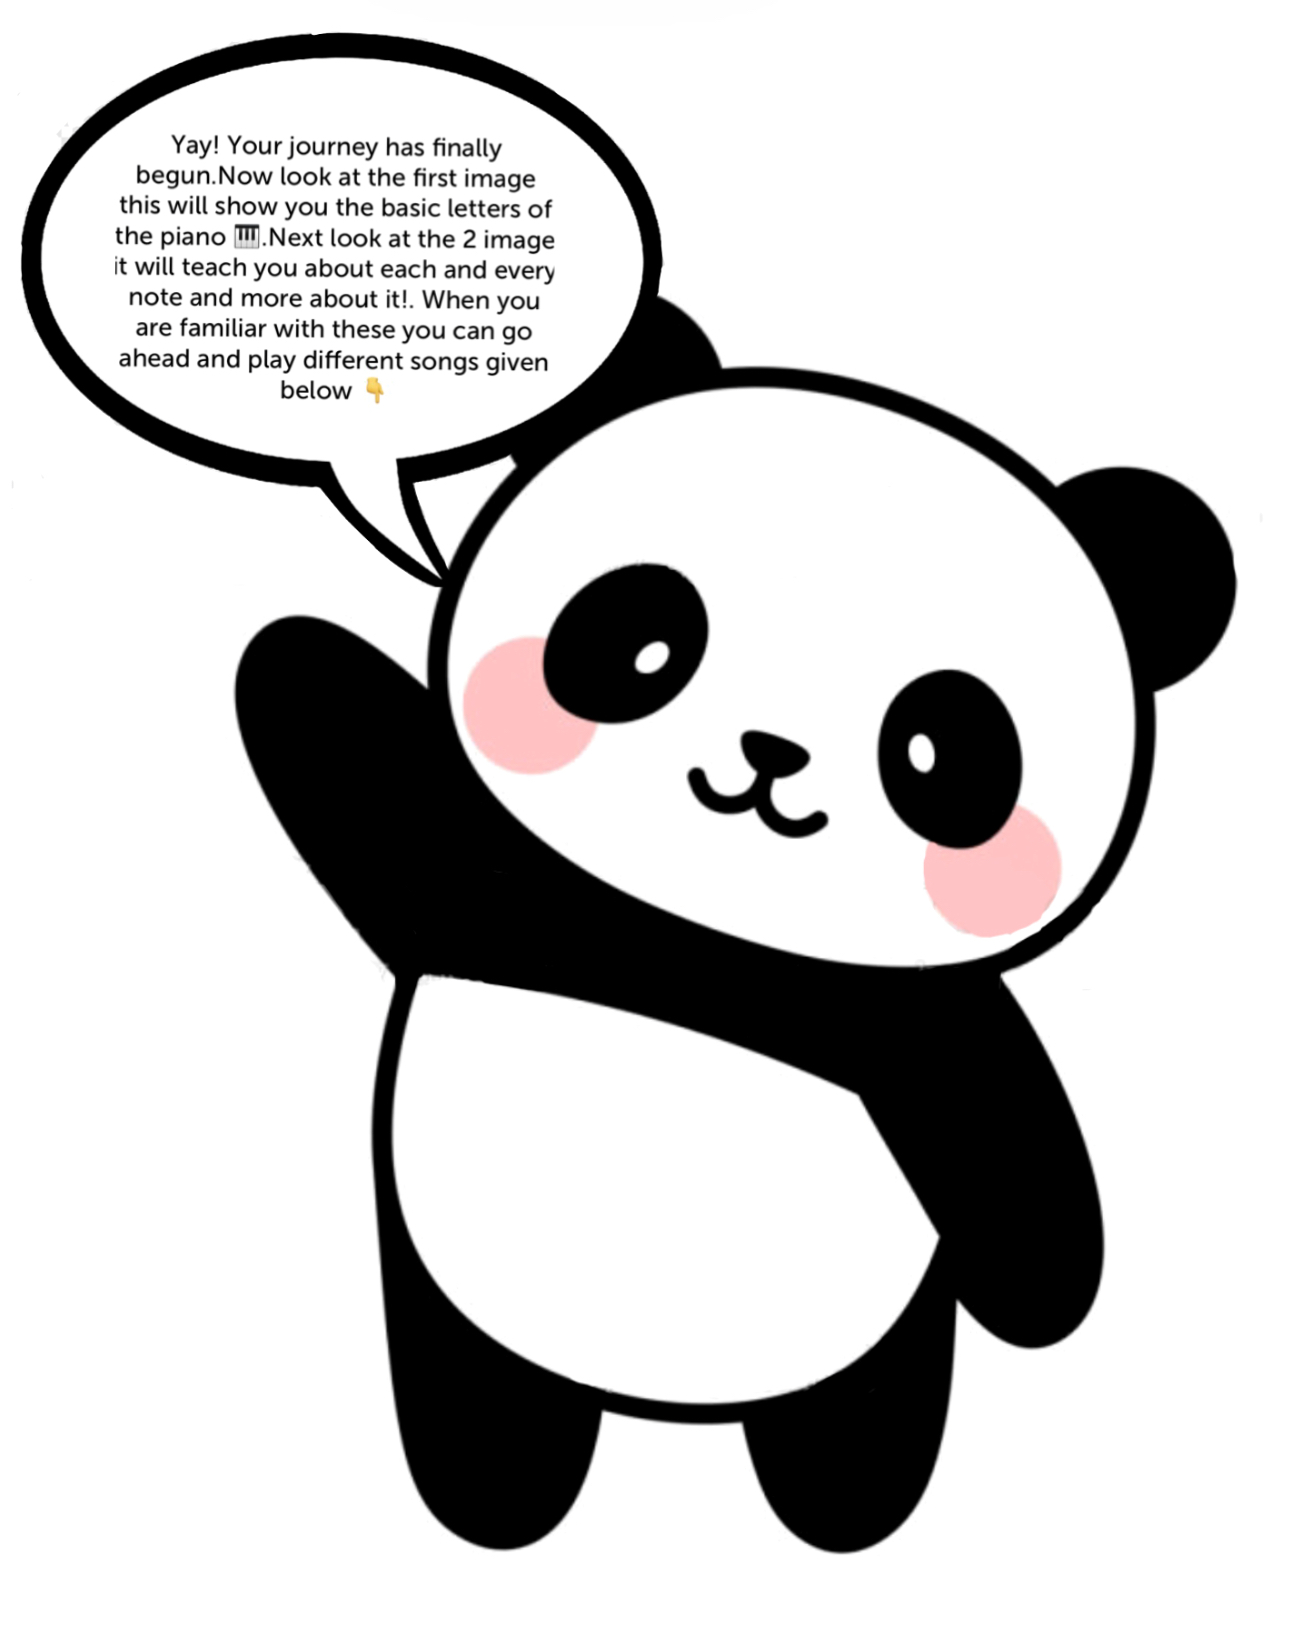 Yay! Your journey has finally
begun.Now look at the first image
this will show you the basic letters of
the piano 🎹.Next look at the 2 image
it will teach you about each and every
note and more about it!. When you
are familiar with these you can go
ahead and play different songs given
below 👇